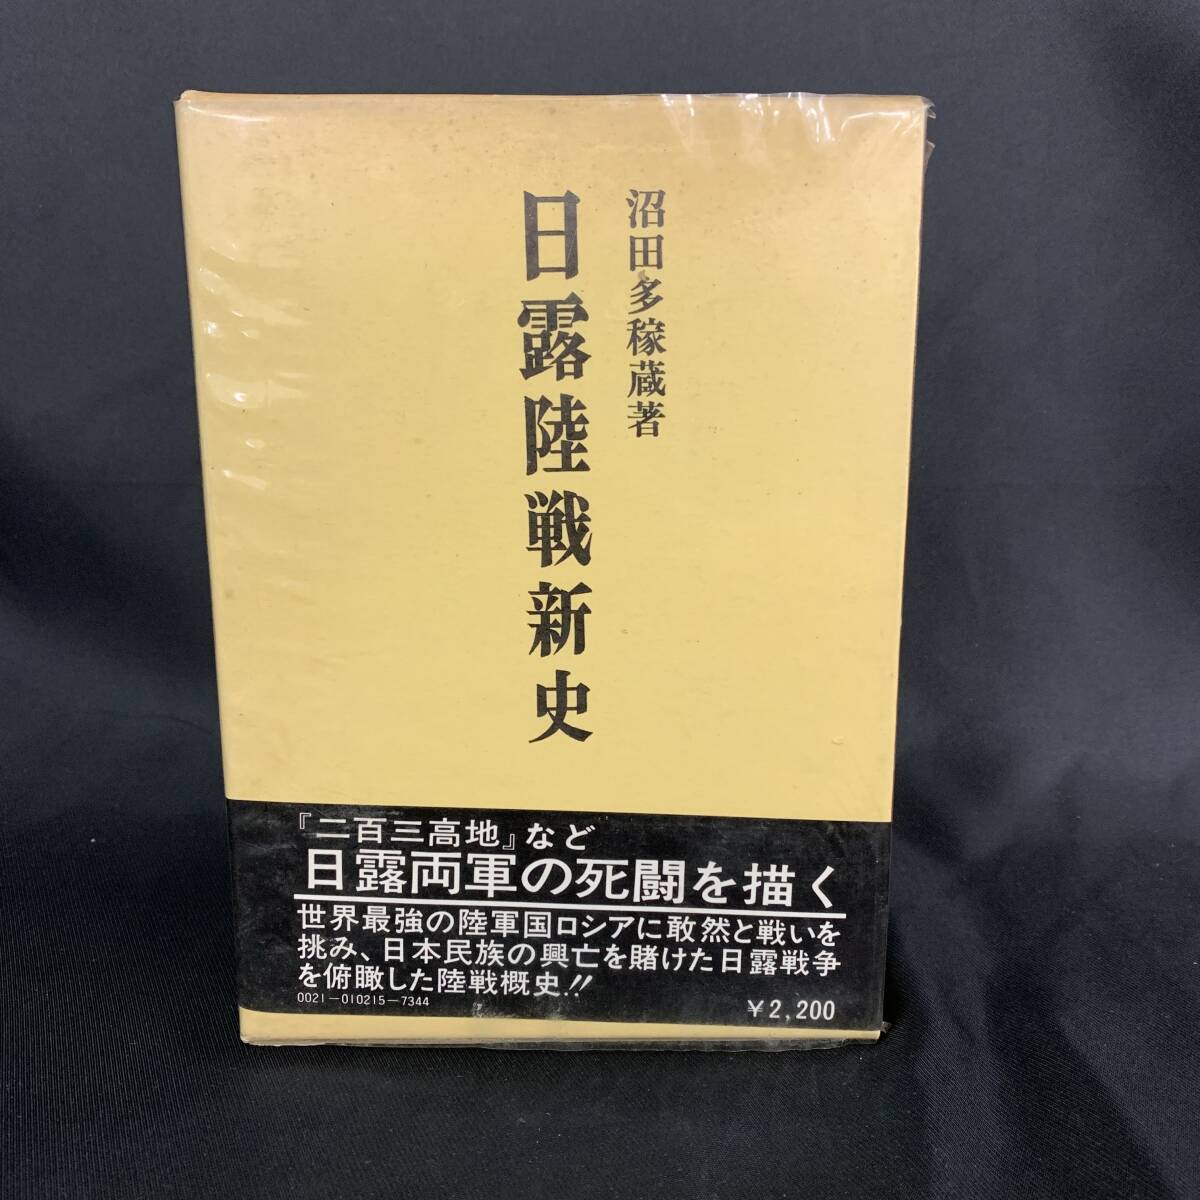 沼田多稼蔵著
日露陸戦新史
『二百三高地』など
日露両軍の死闘を描く
世界最強の陸軍国ロシアに敢然と戦いを
挑み、日本民族の興亡を賭けた日露戦争
を俯瞰した陸戦概史!!
0021-010215-7344
¥2,200